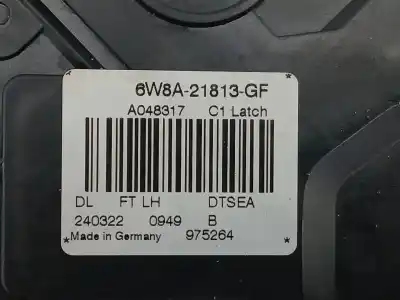 6W8A-21813-GF
A048317 C1 Latch
DL FT LH DTSEA
240322 0949 B
* Made in Germany 975264 *